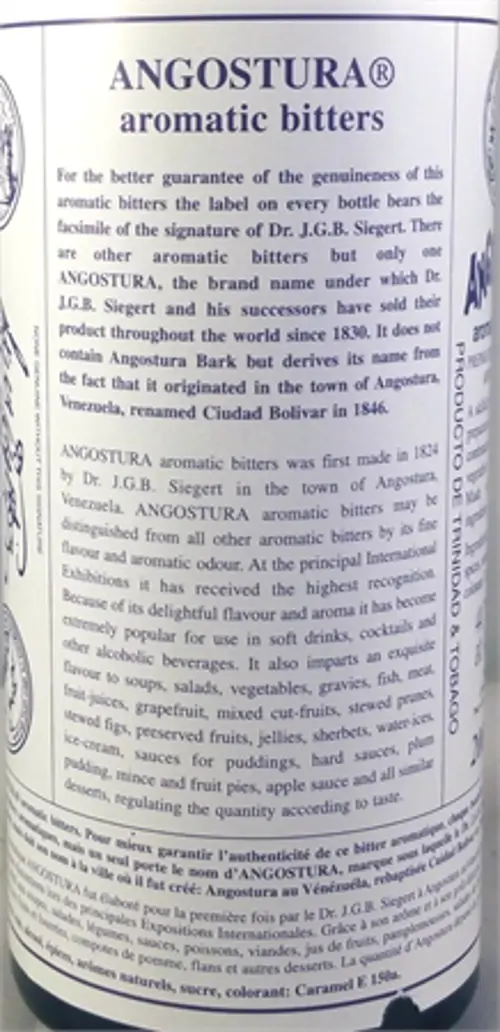 ANGOSTURA®
aromatic bitters
For the better guarantee of the genuineness of this
aromatic bitters the label on every bottle bears the
facsimile of the signature of Dr. J.G.B. Siegert. There
are other aromatic bitters but only one
ANGOSTURA, the brand name under which Dr.
J.G.B. Siegert and his successors have sold their
product throughout the world since 1830. It does not
contain Angostura Bark but derives its name from
the fact that it originated in the town of Angostura,
Venezuela, renamed Ciudad Bolivar in 1846.
ANGOSTURA aromatic bitters was first made in 1824
by Dr. J.G.B. Siegert in the town of Angostura,
Venezuela. ANGOSTURA aromatic bitters may be
distinguished from all other aromatic bitters by its fine
flavour and aromatic odour. At the principal International
Exhibitions it has received the highest recognition.
Because of its delightful flavour and aroma it has become
extremely popular for use in soft drinks, cocktails and
other alcoholic beverages. It also imparts an exquisite
flavour to soups, salads, vegetables, gravies, fish, meat,
fruit-juices, grapefruit, mixed cut-fruits, stewed prunes,
stewed figs, preserved fruits, jellies, sherbets, water-ices,
ice-cream, sauces for puddings, hard sauces, plum
pudding, mince and fruit pies, apple sauce and all similar
desserts, regulating the quantity according to taste.
aromatic bitters. Pour mieux garantir l'authenticité de ce bitter aromatique,
aromatiques, mais un seul porte le nom d'ANGOSTURA, marque sous laquelle le
son nom à la ville où il fut créé: Angostura au Vénézuela, rebaptisée Ciudad
ANGOSTURA fut élaboré pour la première fois par le Dr. J.G.B. Siegert à Angostura
lors des principales Expositions Internationales. Grâce à son arôme et à son
soupes, salades, légumes, sauces, poissons, viandes, jus de fruits, pamplemousses,
compotes de pomme, flans et autres desserts. La quantité d'Angostura
alcool, épices, arômes naturels, sucre, colorant: Caramel E 150a.
NONE GENUINE WITHOUT THIS SIGNATURE
PRODUCTO DE TRINIDAD & TOBAGO